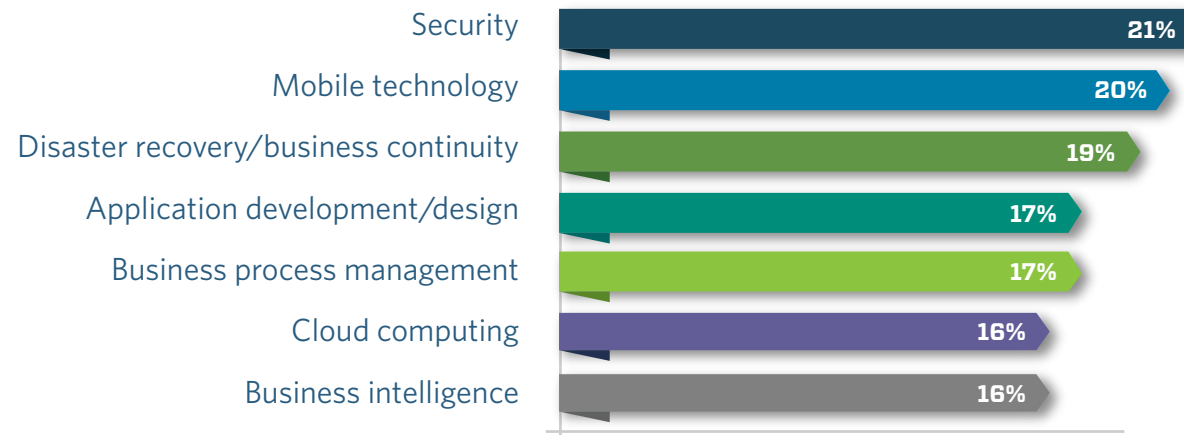 Security 21%
Mobile technology 20%
Disaster recovery/business continuity 19%
Application development/design 17%
Business process management 17%
Cloud computing 16%
Business intelligence 16%